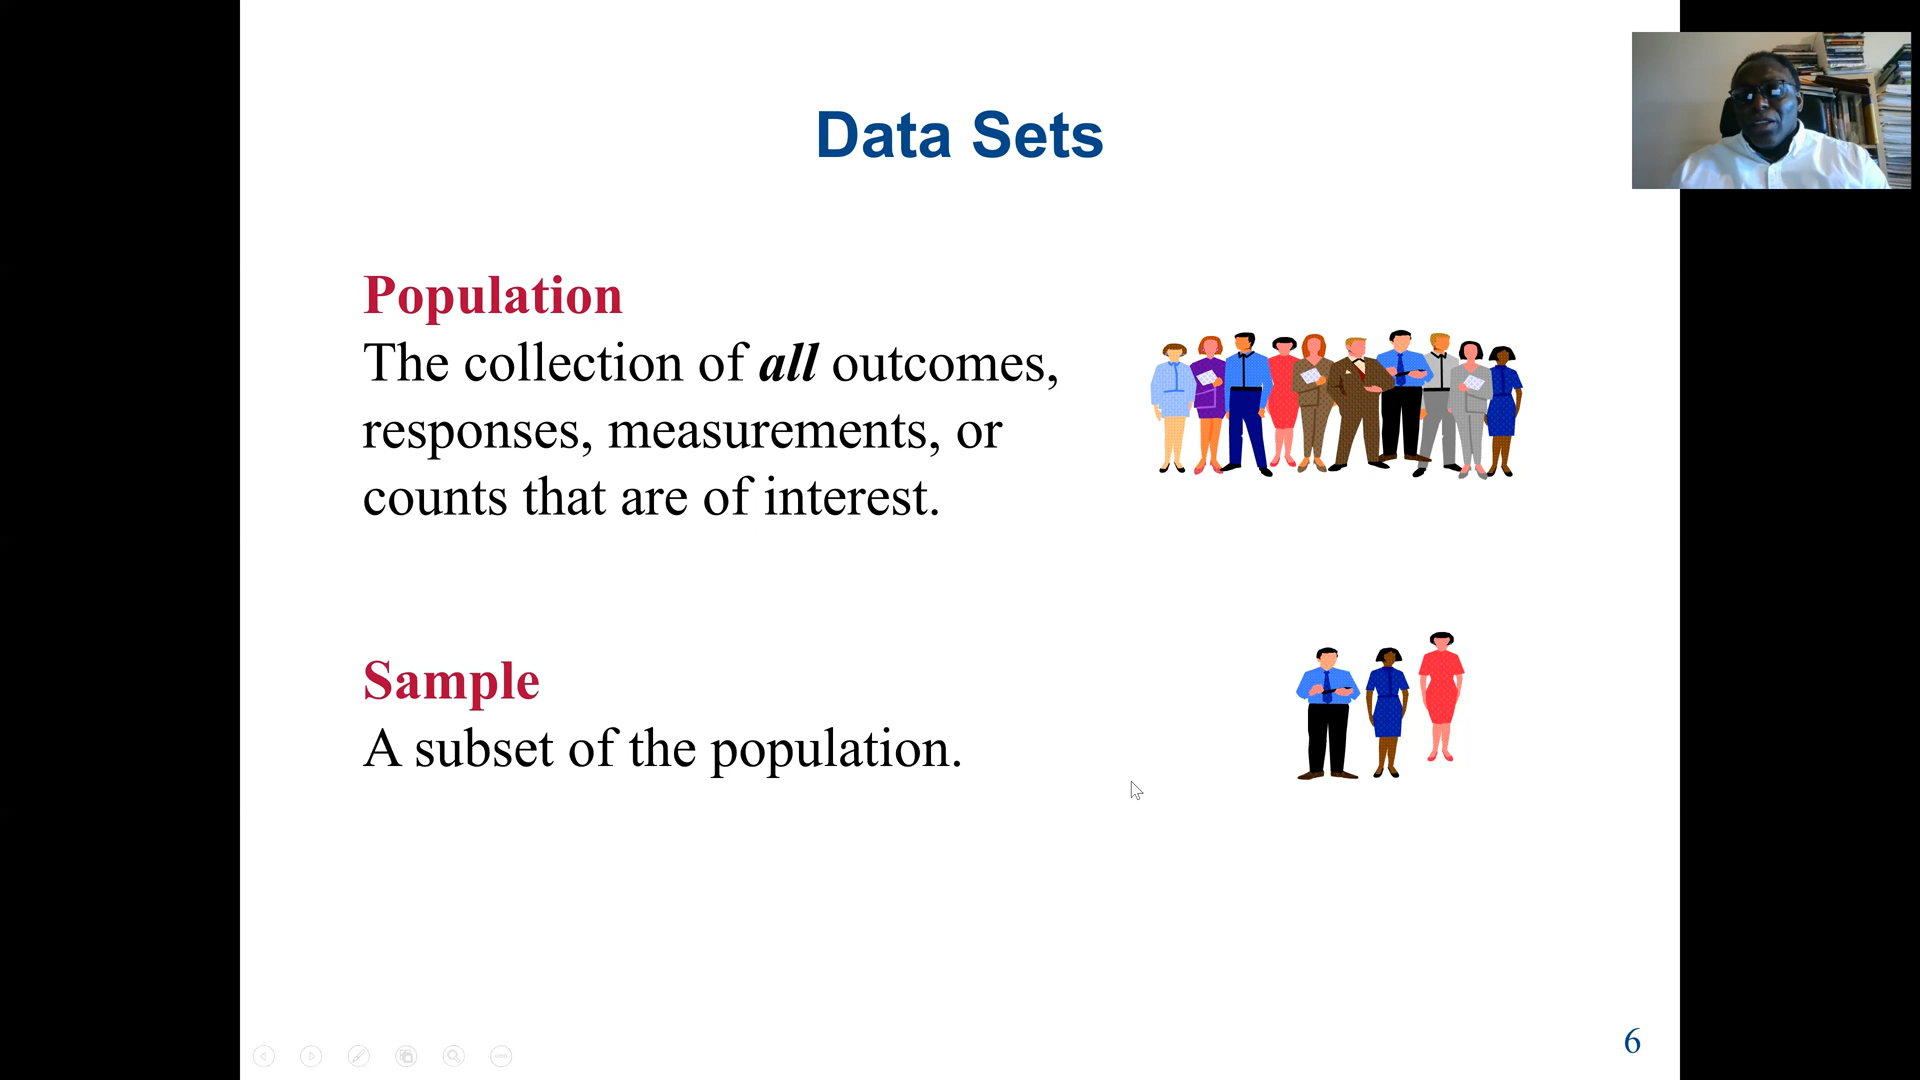 Data Sets
Population
The collection of all outcomes,
responses, measurements, or
counts that are of interest.
Sample
A subset of the population.
6